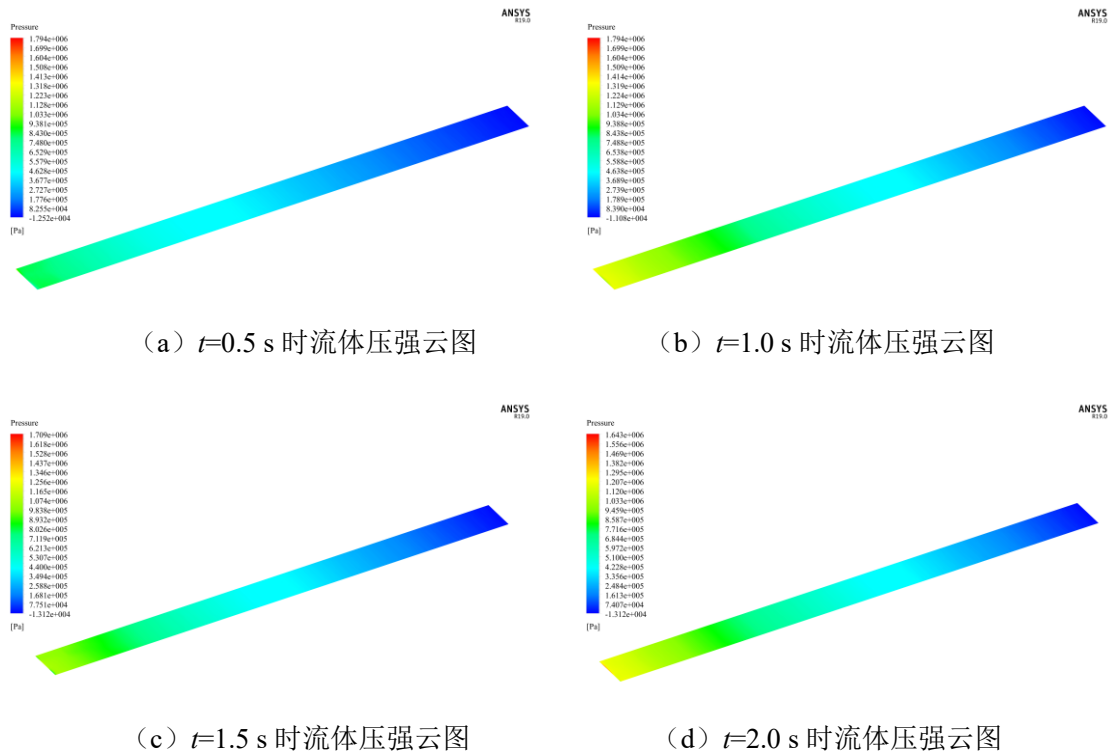 ANSYS
R19.0
Pressure
1.794e+006
1.699e+006
1.604e+006
1.508e+006
1.413e+006
1.318e+006
1.223e+006
1.128e+006
1.033e+006
9.381e+005
8.430e+005
7.480e+005
6.529e+005
5.579e+005
4.628e+005
3.677e+005
2.727e+005
1.776e+005
8.255e+004
-1.252e+004
[Pa]
(a) t=0.5 s 时流体压强云图
ANSYS
R19.0
Pressure
1.794e+006
1.699e+006
1.604e+006
1.509e+006
1.414e+006
1.319e+006
1.224e+006
1.129e+006
1.034e+006
9.388e+005
8.438e+005
7.488e+005
6.538e+005
5.588e+005
4.638e+005
3.689e+005
2.739e+005
1.789e+005
8.390e+004
-1.108e+004
[Pa]
(b) t=1.0 s 时流体压强云图
ANSYS
R19.0
Pressure
1.709e+006
1.618e+006
1.528e+006
1.437e+006
1.346e+006
1.165e+006
1.074e+006
9.838e+005
8.932e+005
8.026e+005
7.119e+005
6.213e+005
5.307e+005
4.400e+005
3.494e+005
2.588e+005
1.681e+005
7.751e+004
-1.312e+004
[Pa]
(c) t=1.5 s 时流体压强云图
ANSYS
R19.0
Pressure
1.643e+006
1.556e+006
1.469e+006
1.382e+006
1.295e+006
1.207e+006
1.120e+006
1.033e+006
9.459e+005
8.587e+005
7.716e+005
6.844e+005
5.972e+005
5.100e+005
4.228e+005
3.356e+005
2.484e+005
1.613e+005
7.407e+004
-1.312e+004
[Pa]
(d) t=2.0 s 时流体压强云图